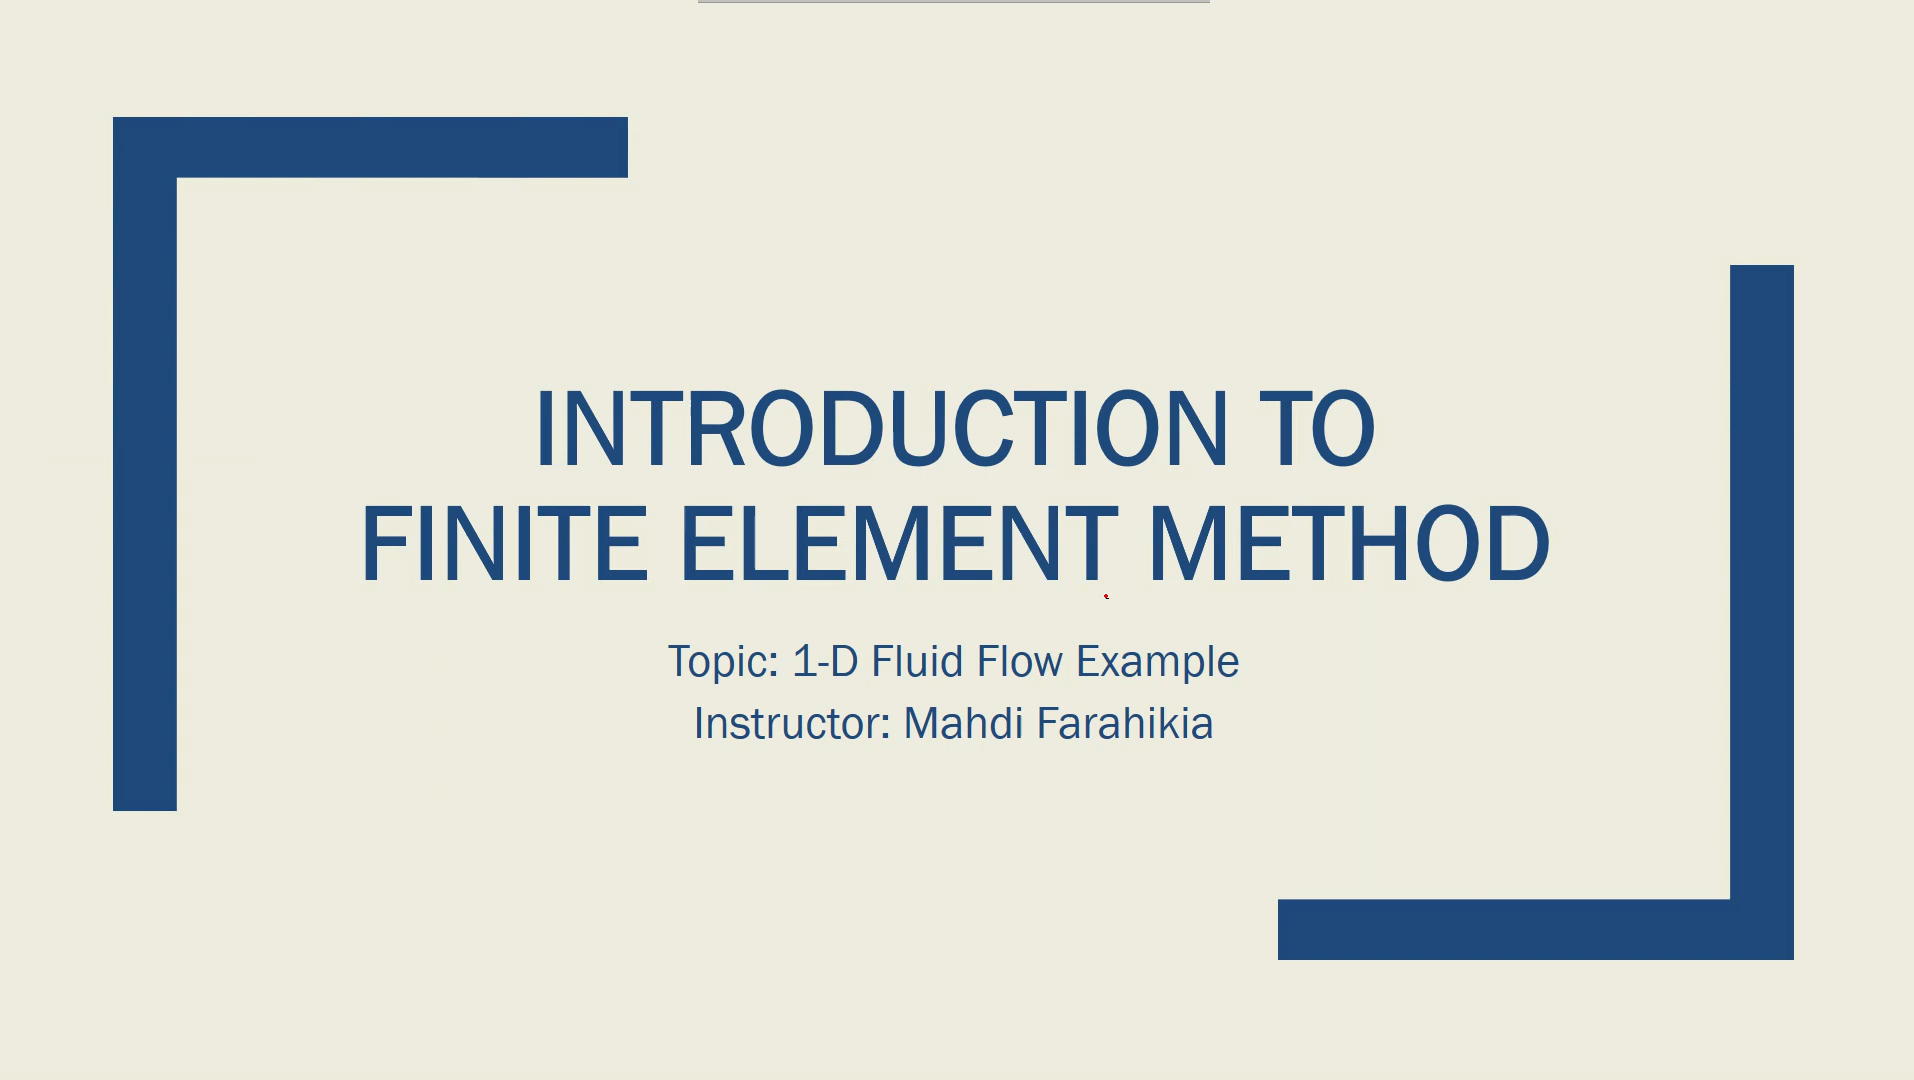 INTRODUCTION TO
FINITE ELEMENT METHOD
Topic: 1-D Fluid Flow Example
Instructor: Mahdi Farahikia